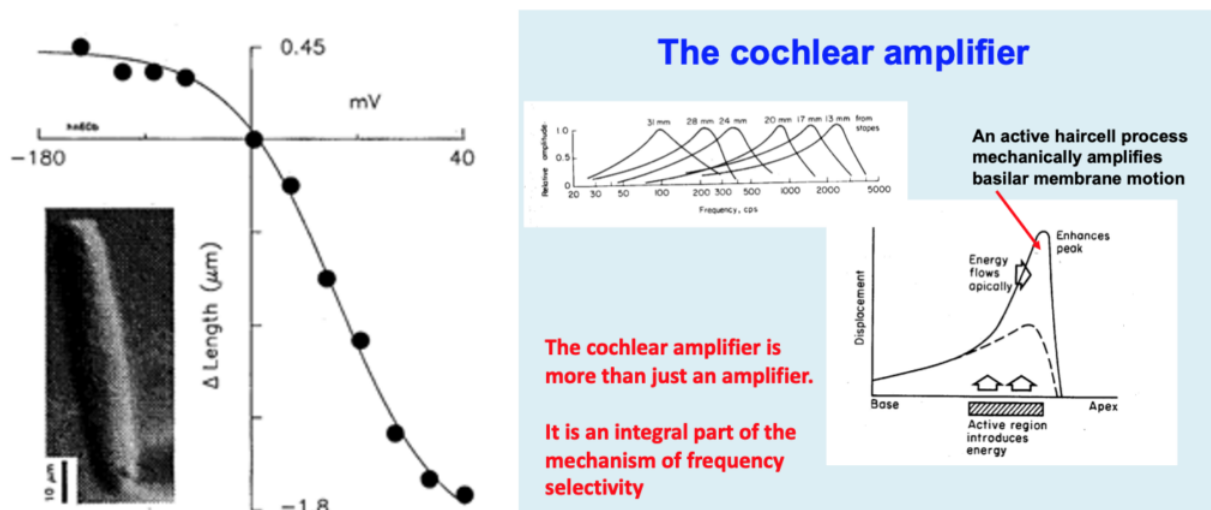 0.45
mV
-180
40
Δ Length (μm)
10 μm
-1.8
The cochlear amplifier
31 mm 28 mm 24 mm 20 mm 17 mm 13 mm from
stapes
Relative amplitude
1.0
0.5
0
20 30 50 100 200 300 500 1000 2000 5000
Frequency, cps
An active haircell process
mechanically amplifies
basilar membrane motion
Enhances
peak
Energy
flows
apically
Displacement
Base
Apex
Active region
introduces
energy
The cochlear amplifier is
more than just an amplifier.
It is an integral part of the
mechanism of frequency
selectivity